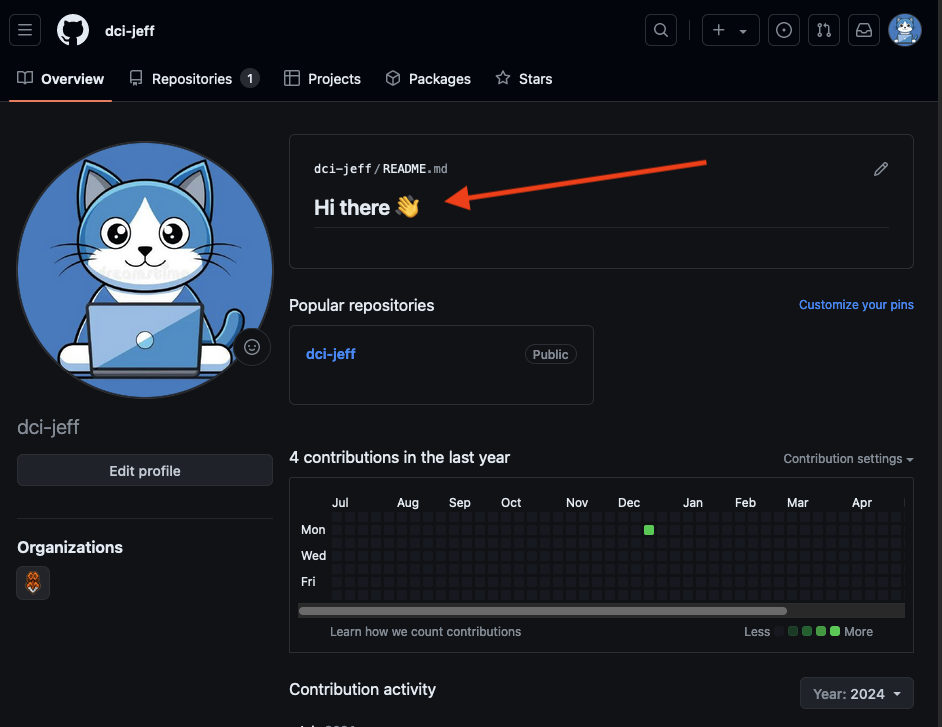 dci-jeff
Overview Repositories 1 Projects Packages Stars
dci-jeff/README.md
Hi there 👋
Popular repositories Customize your pins
dci-jeff Public
dci-jeff
Edit profile
Organizations
4 contributions in the last year Contribution settings
Jul Aug Sep Oct Nov Dec Jan Feb Mar Apr
Mon
Wed
Fri
Learn how we count contributions Less More
Contribution activity Year: 2024